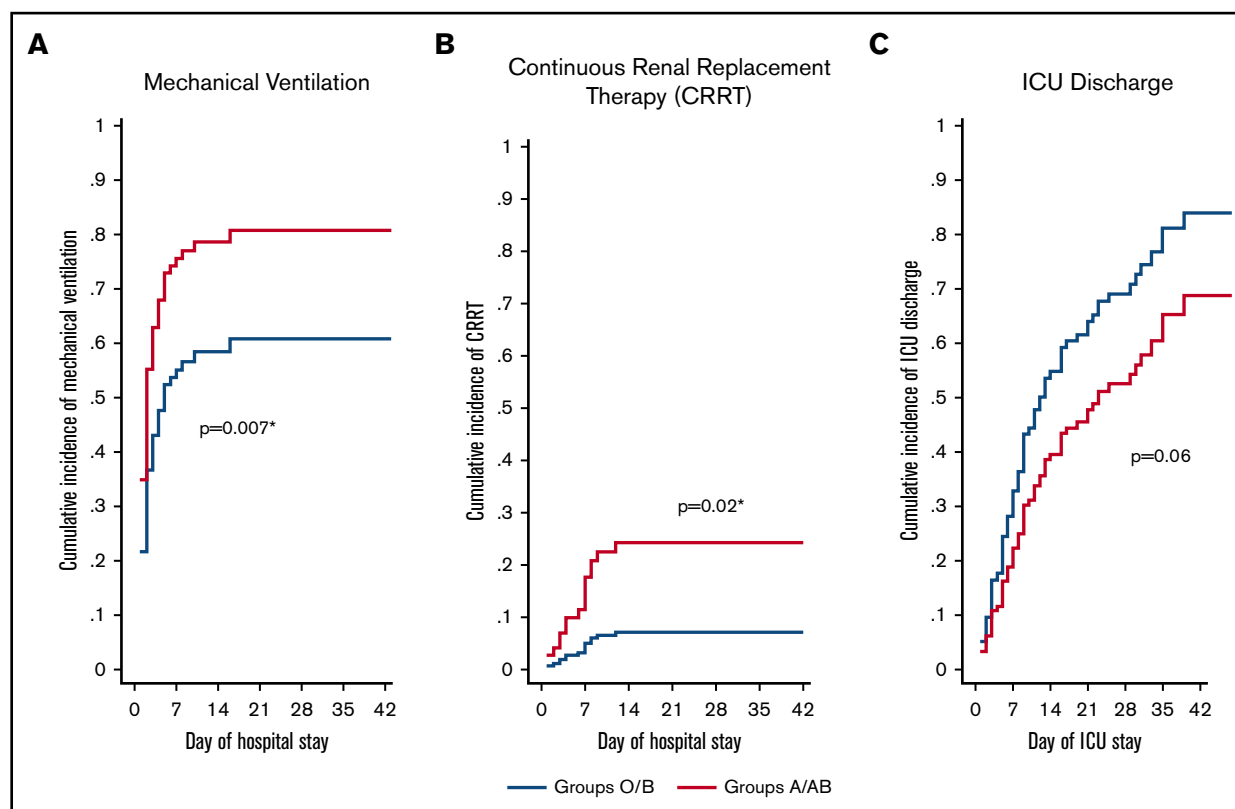 A
Mechanical Ventilation
Cumulative incidence of mechanical ventilation
1
.9
.8
.7
.6
.5
.4
.3
.2
.1
0
p=0.007*
0 7 14 21 28 35 42
Day of hospital stay
B
Continuous Renal Replacement
Therapy (CRRT)
Cumulative incidence of CRRT
1
.9
.8
.7
.6
.5
.4
.3
.2
.1
0
p=0.02*
0 7 14 21 28 35 42
Day of hospital stay
C
ICU Discharge
Cumulative incidence of ICU discharge
1
.9
.8
.7
.6
.5
.4
.3
.2
.1
0
p=0.06
0 7 14 21 28 35 42
Day of ICU stay
Groups O/B Groups A/AB